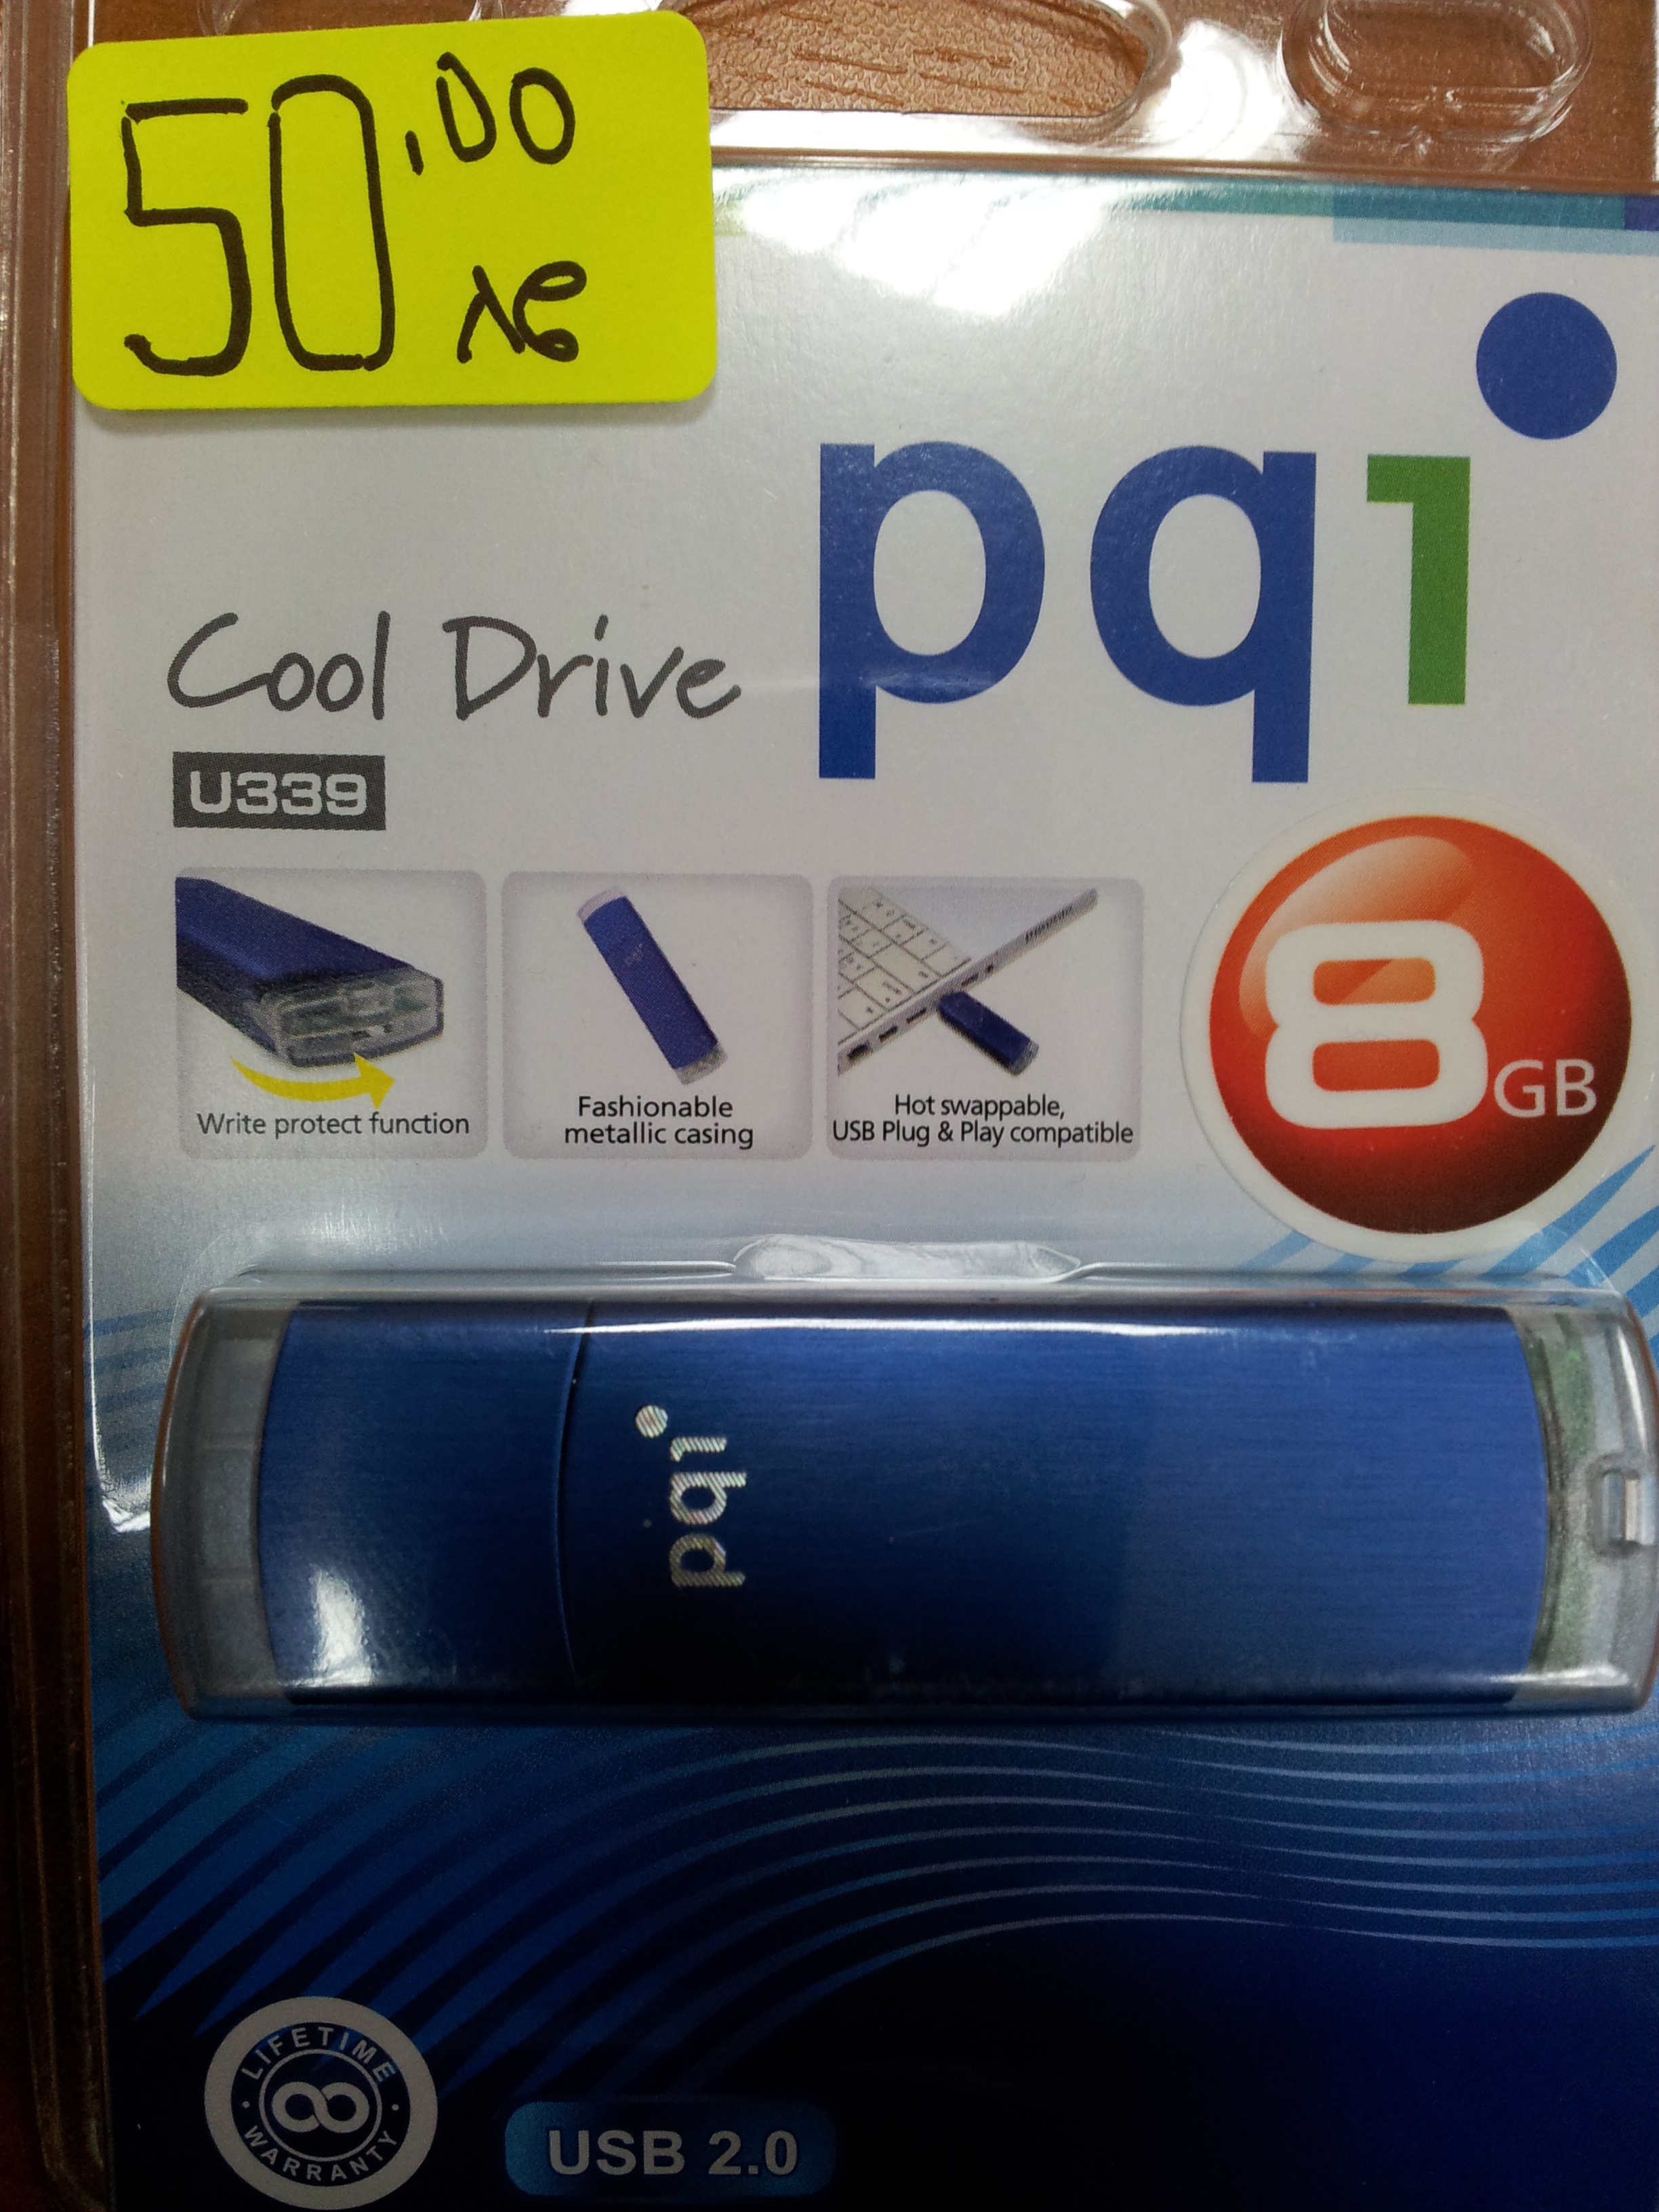 50,00
лв
pqi
Cool Drive
U339
Write protect function
Fashionable
metallic casing
Hot swappable,
USB Plug & Play compatible
8GB
pqi
LIFETIME
WARRANTY
USB 2.0